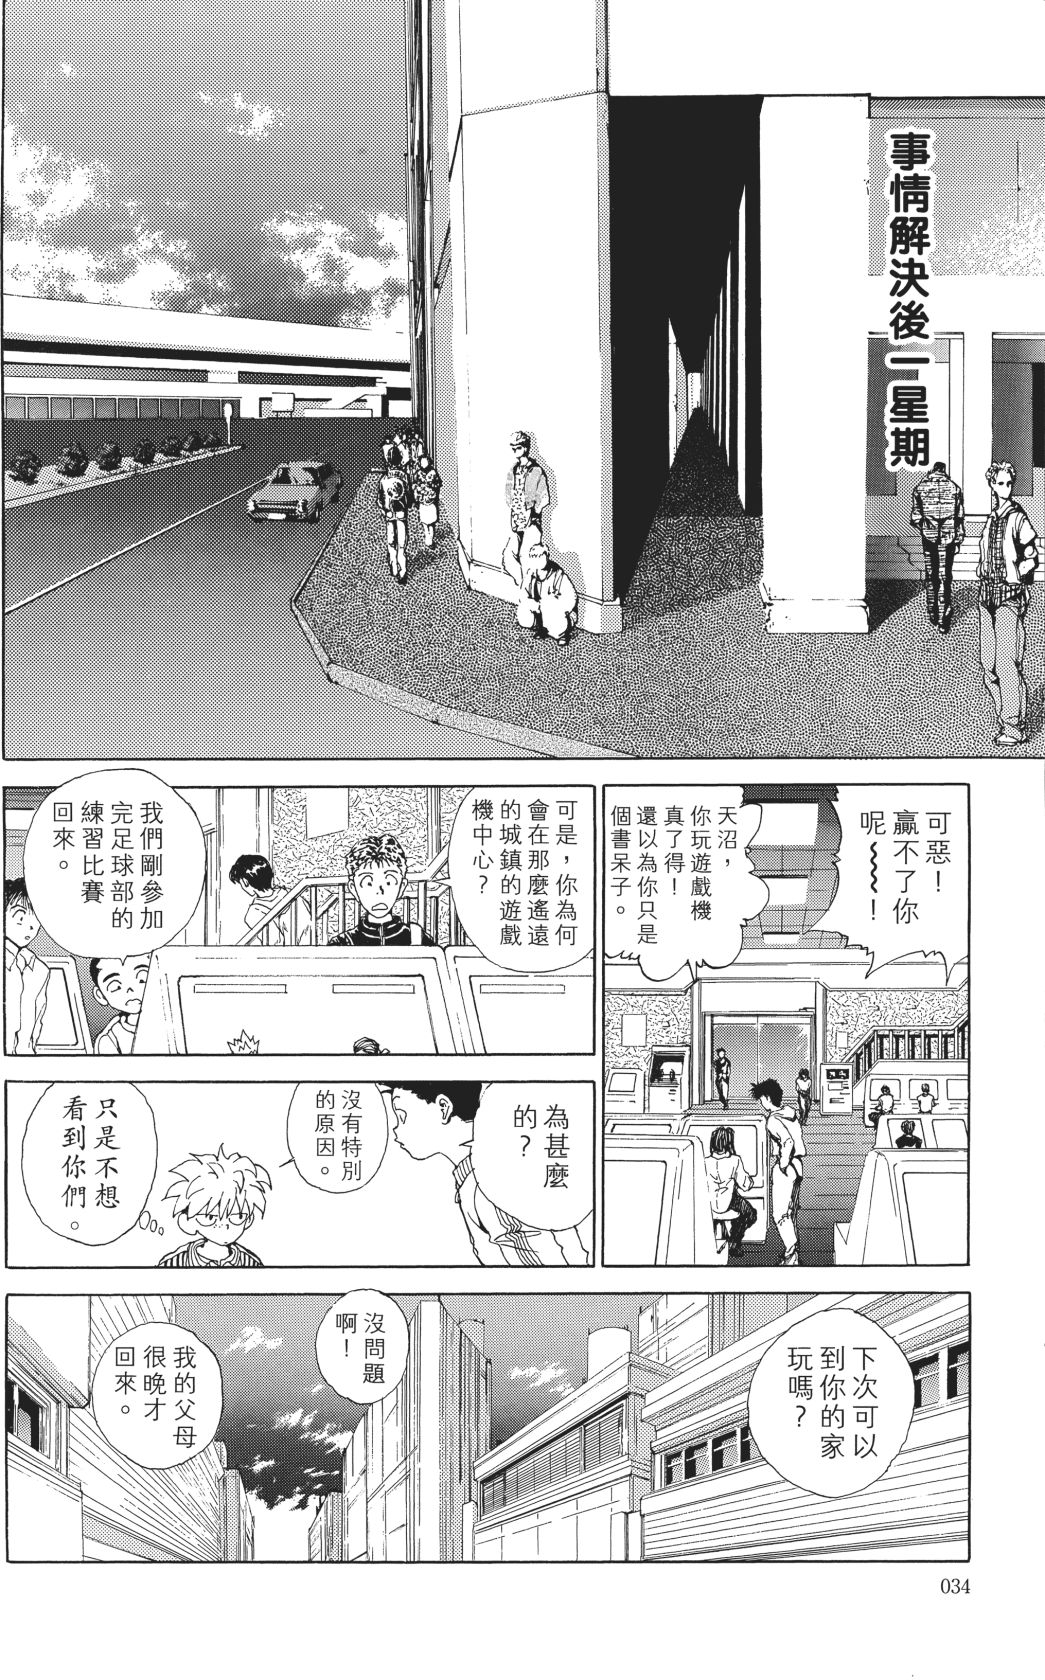 事情解決後一星期
可惡！
贏不了你
呢～～！
天沼，
你玩遊戲機
真了得！
還以為你只是
個書呆子。
可是，你為何
會在那麼遙遠
的城鎮的遊戲
機中心？
我們剛參加
完足球部的
練習比賽
回來。
為甚麼
的？
沒有特別
的原因。
只是不想
看到你們。
下次可以
到你的家
玩嗎？
沒問題
啊！
我的父母
很晚才
回來。
034